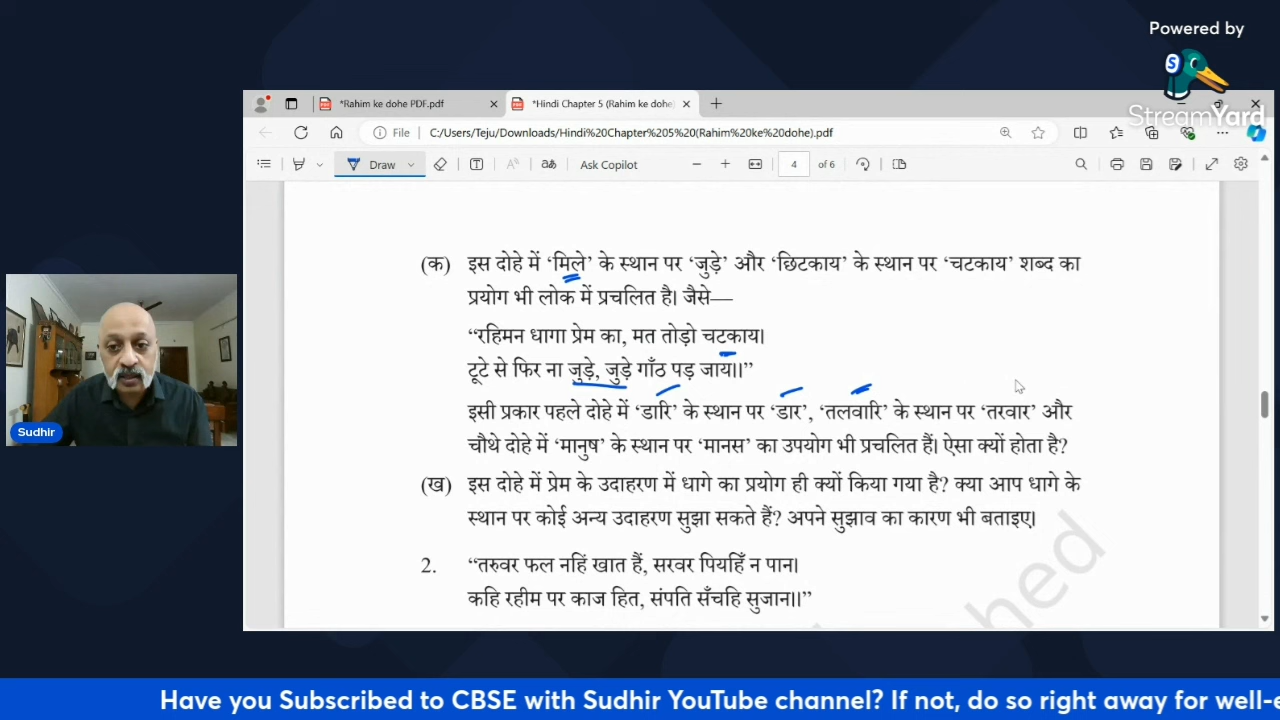 Powered by
S
StreamYard
*Rahim ke dohe PDF.pdf
*Hindi Chapter 5 (Rahim ke dohe)
File
C:/Users/Teju/Downloads/Hindi%20Chapter%205%20(Rahim%20ke%20dohe).pdf
Draw
Ask Copilot
4 of 6
(क) इस दोहे में ‘मिले’ के स्थान पर ‘जुड़े’ और ‘छिटकाय’ के स्थान पर ‘चटकाय’ शब्द का
प्रयोग भी लोक में प्रचलित है। जैसे—
“रहिमन धागा प्रेम का, मत तोड़ो चटकाय।
टूटे से फिर ना जुड़े, जुड़े गाँठ पड़ जाय।।”
इसी प्रकार पहले दोहे में ‘डारि’ के स्थान पर ‘डार’, ‘तलवारि’ के स्थान पर ‘तरवार’ और
चौथे दोहे में ‘मानुष’ के स्थान पर ‘मानस’ का उपयोग भी प्रचलित हैं। ऐसा क्यों होता है?
(ख) इस दोहे में प्रेम के उदाहरण में धागे का प्रयोग ही क्यों किया गया है? क्या आप धागे के
स्थान पर कोई अन्य उदाहरण सुझा सकते हैं? अपने सुझाव का कारण भी बताइए।
2. “तरुवर फल नहिं खात हैं, सरवर पियहिँ न पान।
कहि रहीम पर काज हित, संपति सँचहि सुजान।।”
Sudhir
Have you Subscribed to CBSE with Sudhir YouTube channel? If not, do so right away for well-e